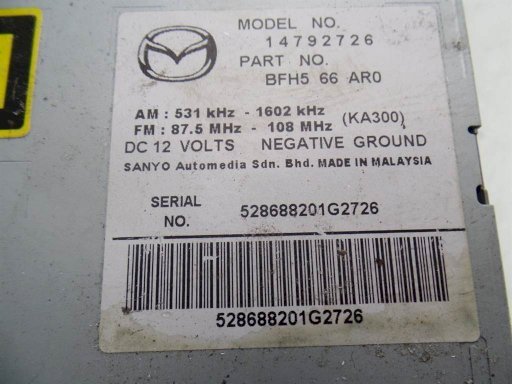 MODEL NO.
14792726
PART NO.
BFH5 66 AR0
AM : 531 kHz - 1602 kHz (KA300)
FM : 87.5 MHz - 108 MHz
DC 12 VOLTS NEGATIVE GROUND
SANYO Automedia Sdn. Bhd. MADE IN MALAYSIA
SERIAL NO. 528688201G2726
528688201G2726